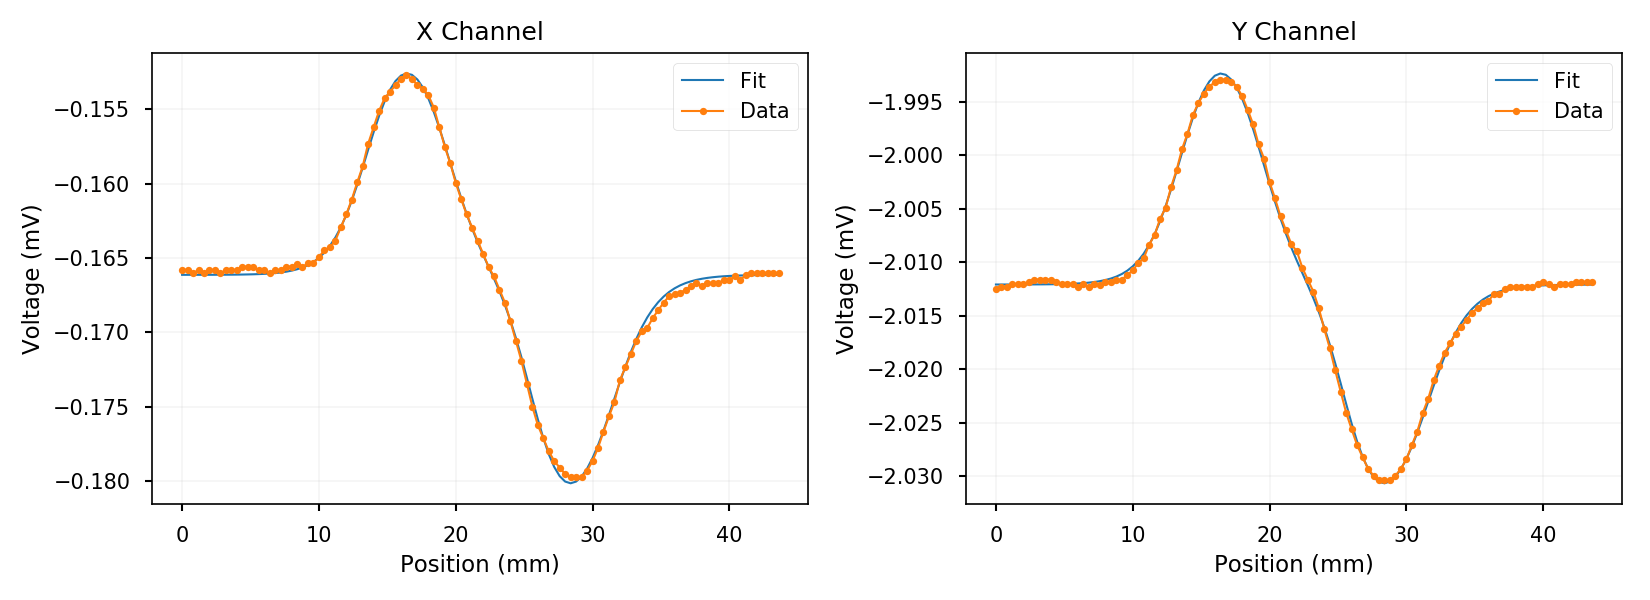 X Channel
Fit
Data
−0.155
−0.160
−0.165
−0.170
−0.175
−0.180
Voltage (mV)
0 10 20 30 40
Position (mm)
Y Channel
Fit
Data
−1.995
−2.000
−2.005
−2.010
−2.015
−2.020
−2.025
−2.030
Voltage (mV)
0 10 20 30 40
Position (mm)